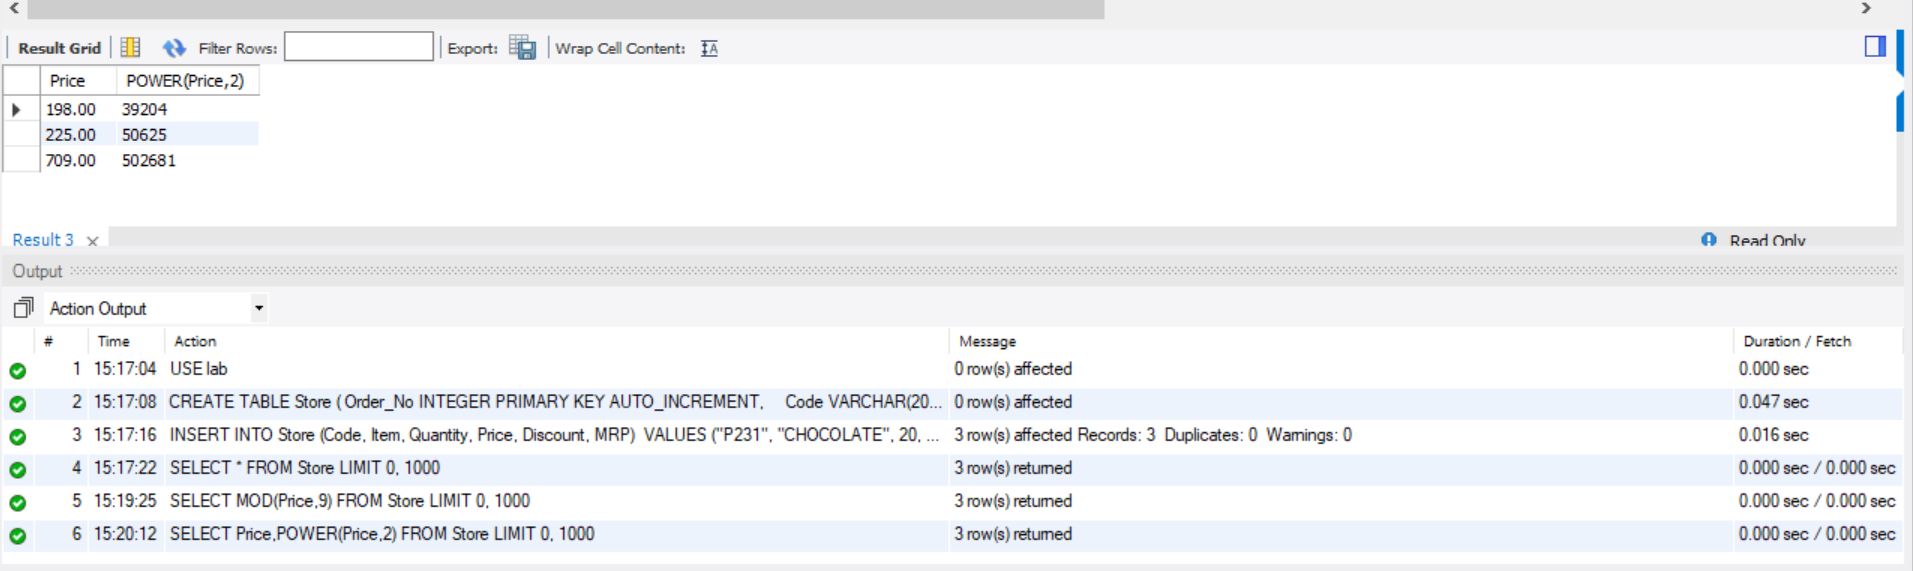 Result Grid Filter Rows: Export: Wrap Cell Content: IA
Price POWER(Price,2)
198.00 39204
225.00 50625
709.00 502681
Result 3 × Read Only
Output
Action Output
# Time Action Message Duration / Fetch
1 15:17:04 USE lab 0 row(s) affected 0.000 sec
2 15:17:08 CREATE TABLE Store ( Order_No INTEGER PRIMARY KEY AUTO_INCREMENT, Code VARCHAR(20... 0 row(s) affected 0.047 sec
3 15:17:16 INSERT INTO Store (Code, Item, Quantity, Price, Discount, MRP) VALUES ("P231", "CHOCOLATE", 20, ... 3 row(s) affected Records: 3 Duplicates: 0 Warnings: 0 0.016 sec
4 15:17:22 SELECT * FROM Store LIMIT 0, 1000 3 row(s) returned 0.000 sec / 0.000 sec
5 15:19:25 SELECT MOD(Price,9) FROM Store LIMIT 0, 1000 3 row(s) returned 0.000 sec / 0.000 sec
6 15:20:12 SELECT Price,POWER(Price,2) FROM Store LIMIT 0, 1000 3 row(s) returned 0.000 sec / 0.000 sec